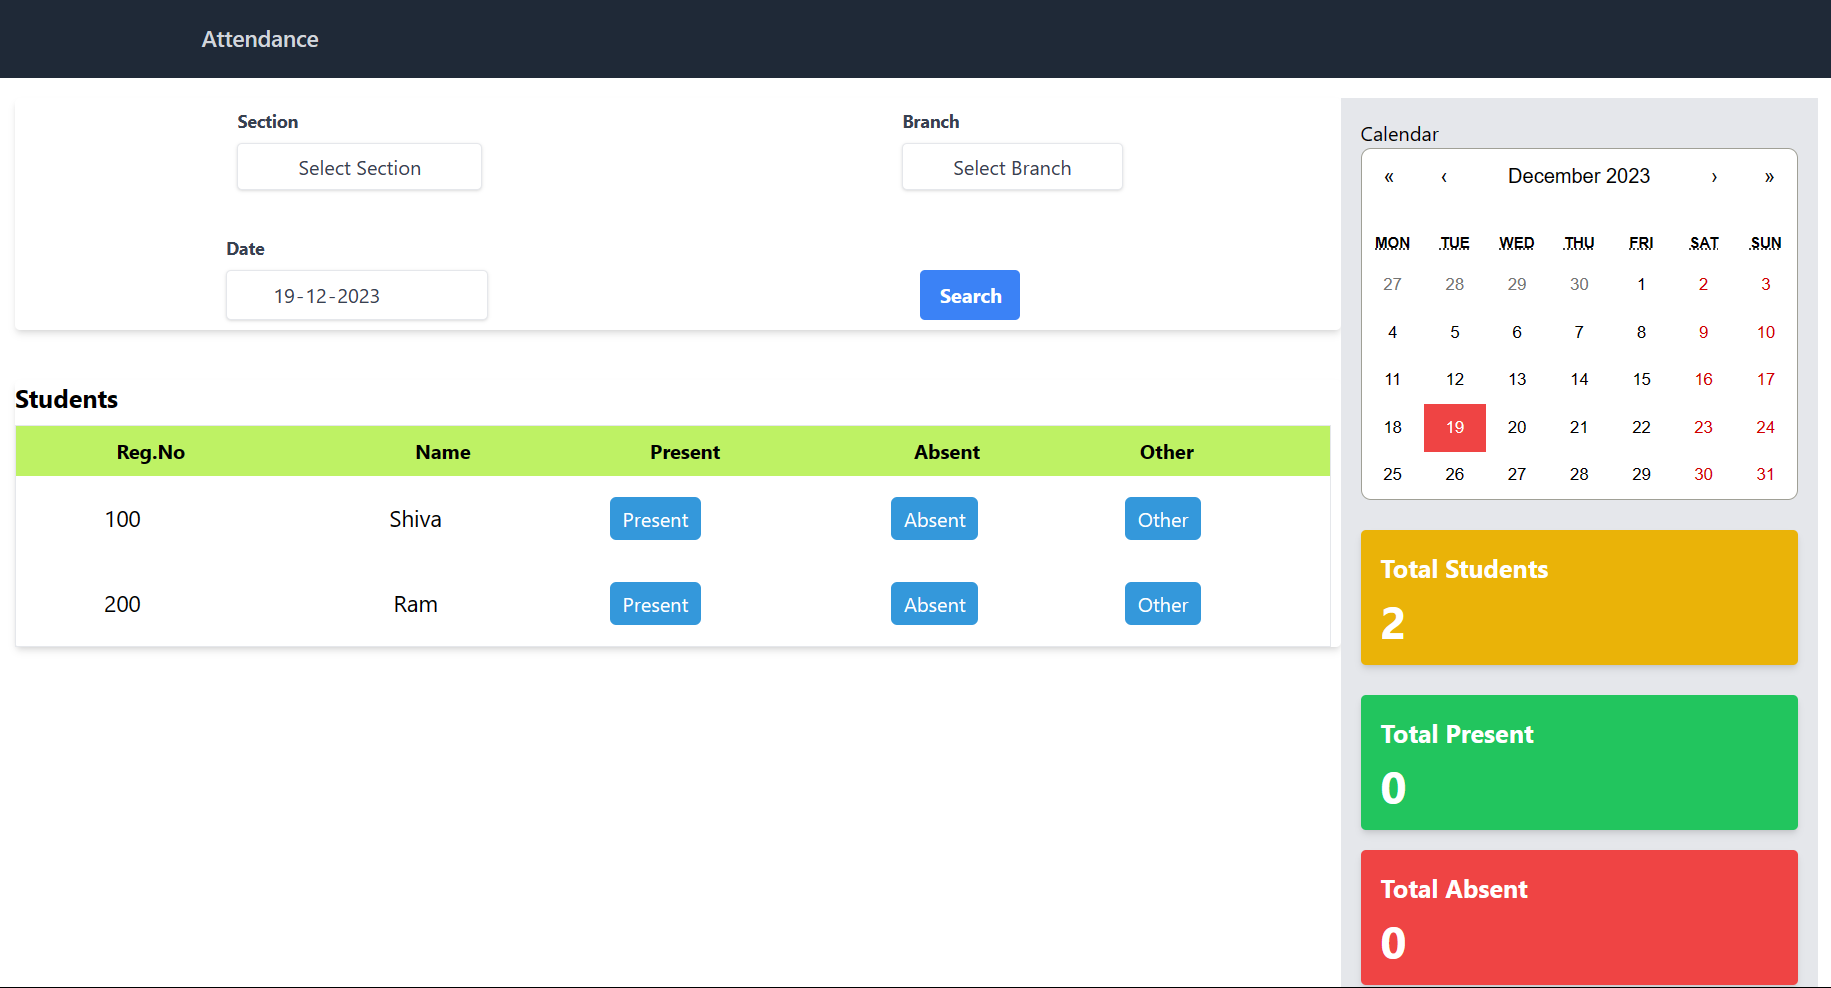 Attendance
Section
Branch
Select Section
Select Branch
Date
19-12-2023
Search
Students
Reg.No Name Present Absent Other
100 Shiva Present Absent Other
200 Ram Present Absent Other
Calendar
« ‹ December 2023 › »
MON TUE WED THU FRI SAT SUN
27 28 29 30 1 2 3
4 5 6 7 8 9 10
11 12 13 14 15 16 17
18 19 20 21 22 23 24
25 26 27 28 29 30 31
Total Students
2
Total Present
0
Total Absent
0